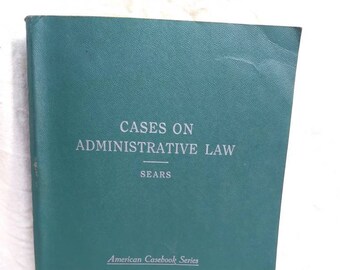 CASES ON
ADMINISTRATIVE LAW
SEARS
American Casebook Series